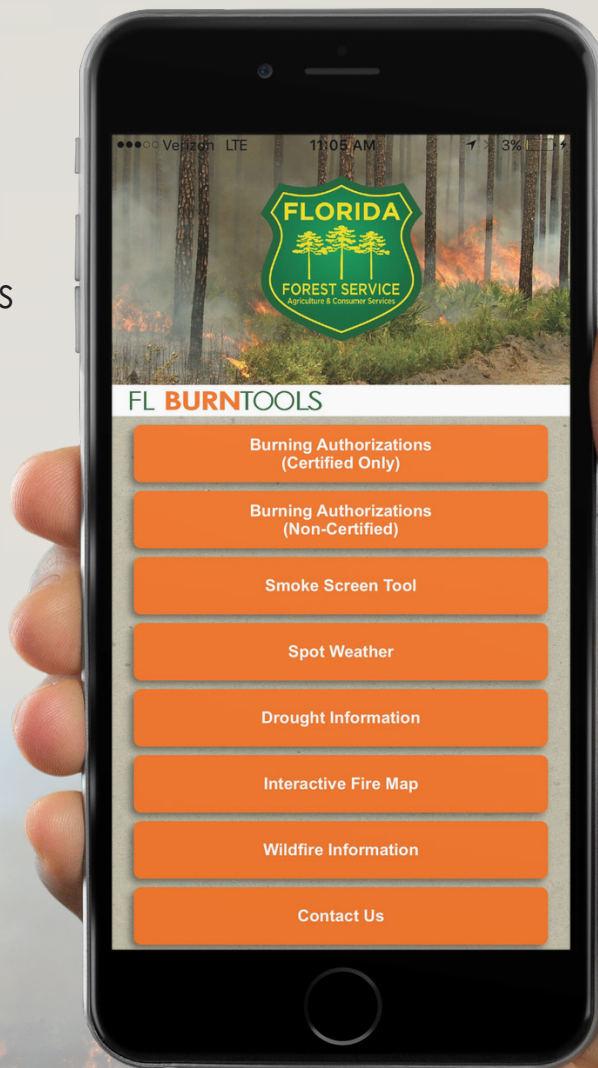 S
Verizon LTE 11:05 AM 3%
FLORIDA
FOREST SERVICE
Agriculture & Consumer Services
FL BURNTOOLS
Burning Authorizations
(Certified Only)
Burning Authorizations
(Non-Certified)
Smoke Screen Tool
Spot Weather
Drought Information
Interactive Fire Map
Wildfire Information
Contact Us